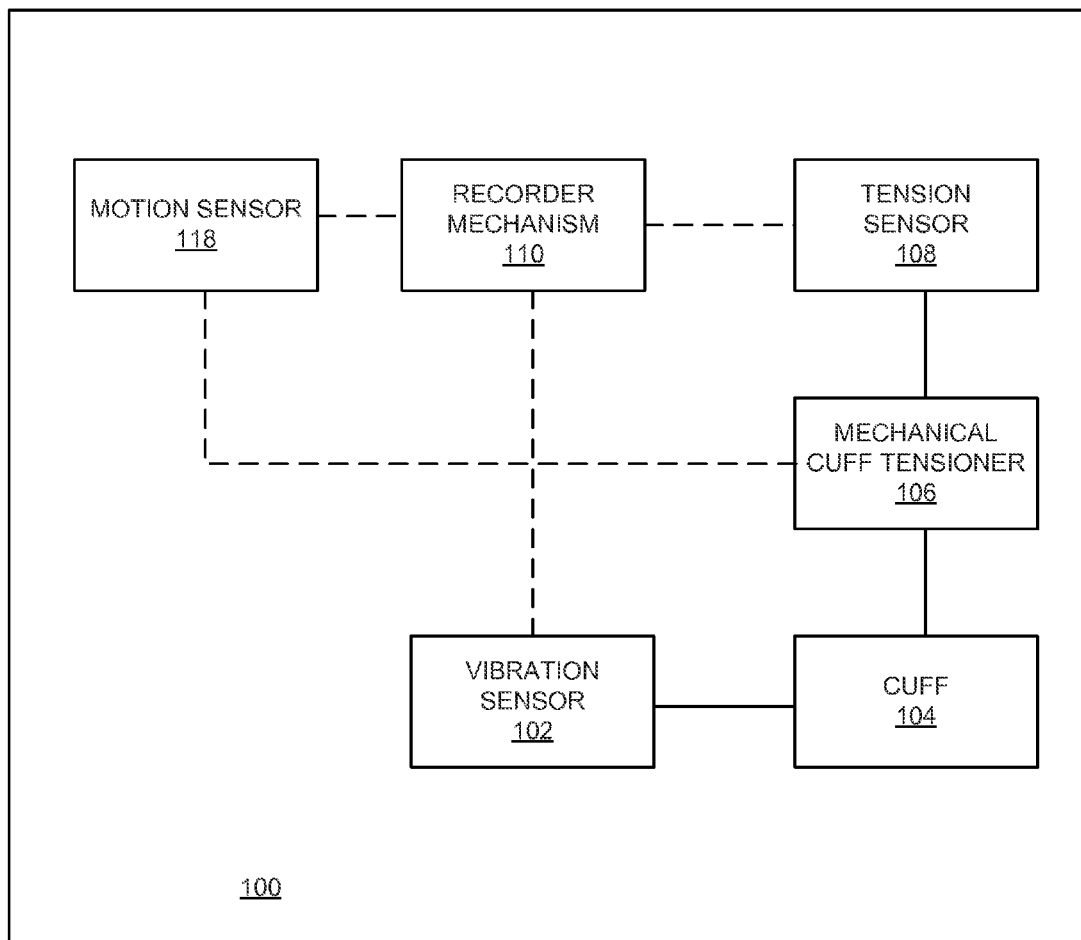 MOTION SENSOR
118
RECORDER
MECHANISM
110
TENSION
SENSOR
108
MECHANICAL
CUFF TENSIONER
106
VIBRATION
SENSOR
102
CUFF
104
100